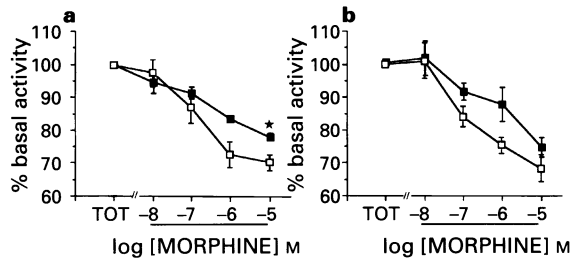 a
% basal activity
110
100
90
80
70
60
TOT
–8
–7
–6
–5
log [MORPHINE] M
b
% basal activity
110
100
90
80
70
60
TOT
–8
–7
–6
–5
log [MORPHINE] M